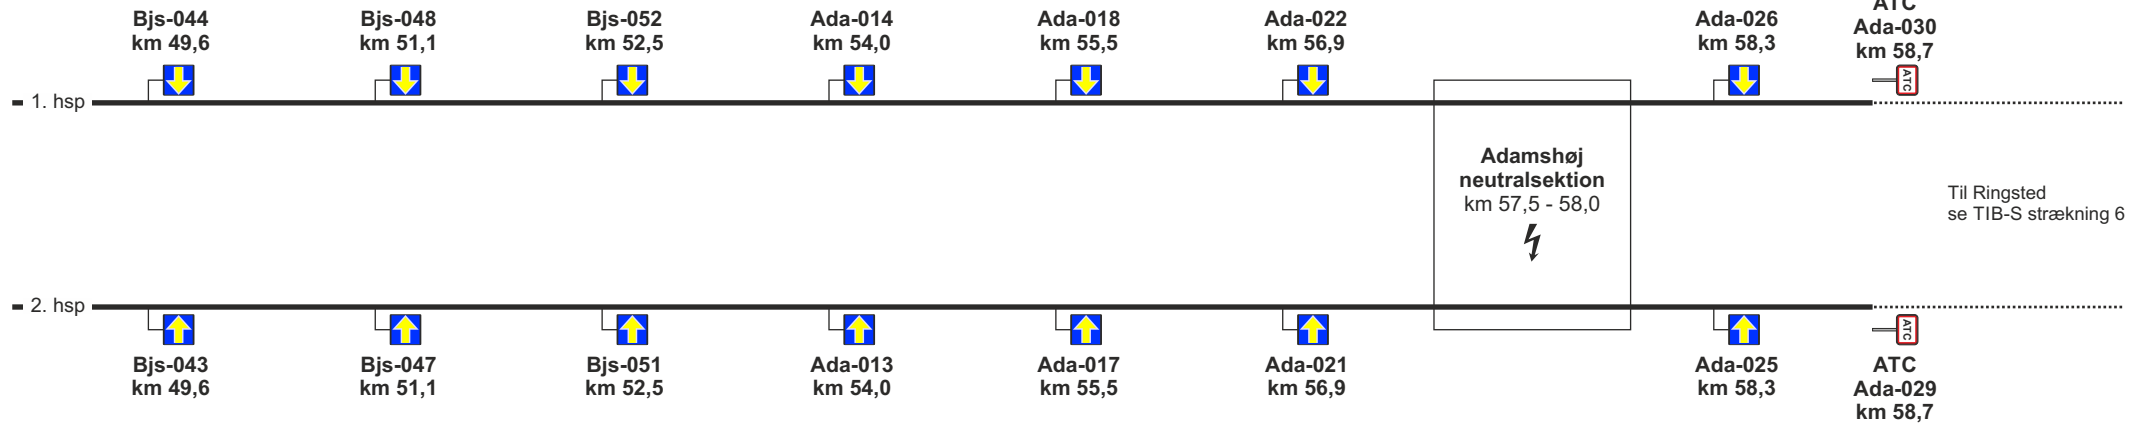 Bjs-044
km 49,6
Bjs-048
km 51,1
Bjs-052
km 52,5
Ada-014
km 54,0
Ada-018
km 55,5
Ada-022
km 56,9
Ada-026
km 58,3
ATC
Ada-030
km 58,7
ATC
1. hsp
Adamshøj
neutralsektion
km 57,5 - 58,0
Til Ringsted
se TIB-S strækning 6
2. hsp
ATC
Bjs-043
km 49,6
Bjs-047
km 51,1
Bjs-051
km 52,5
Ada-013
km 54,0
Ada-017
km 55,5
Ada-021
km 56,9
Ada-025
km 58,3
ATC
Ada-029
km 58,7